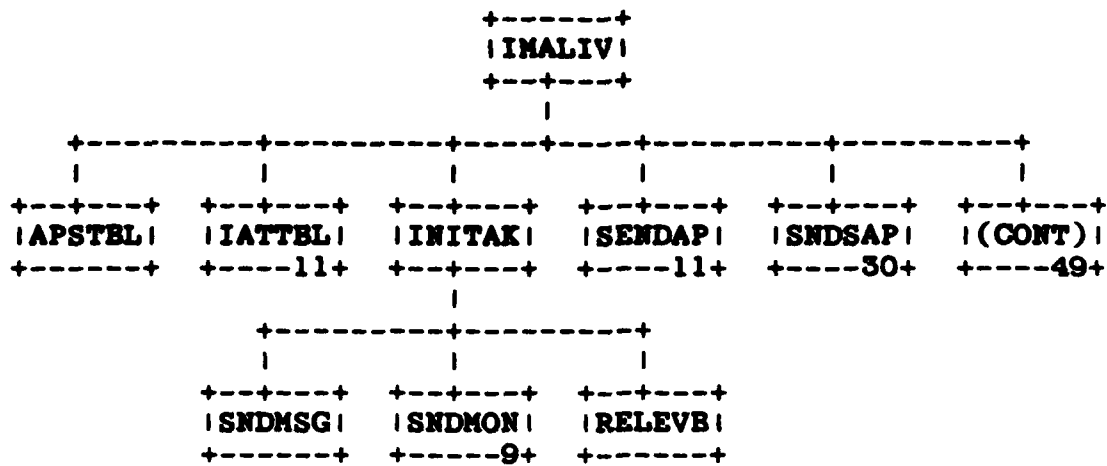 IMALIV
APSTBL IATTBL INITAK SENDAP SNDSAP (CONT)
11 11 30 49
SNDMSG SNDMON RELEVB
9